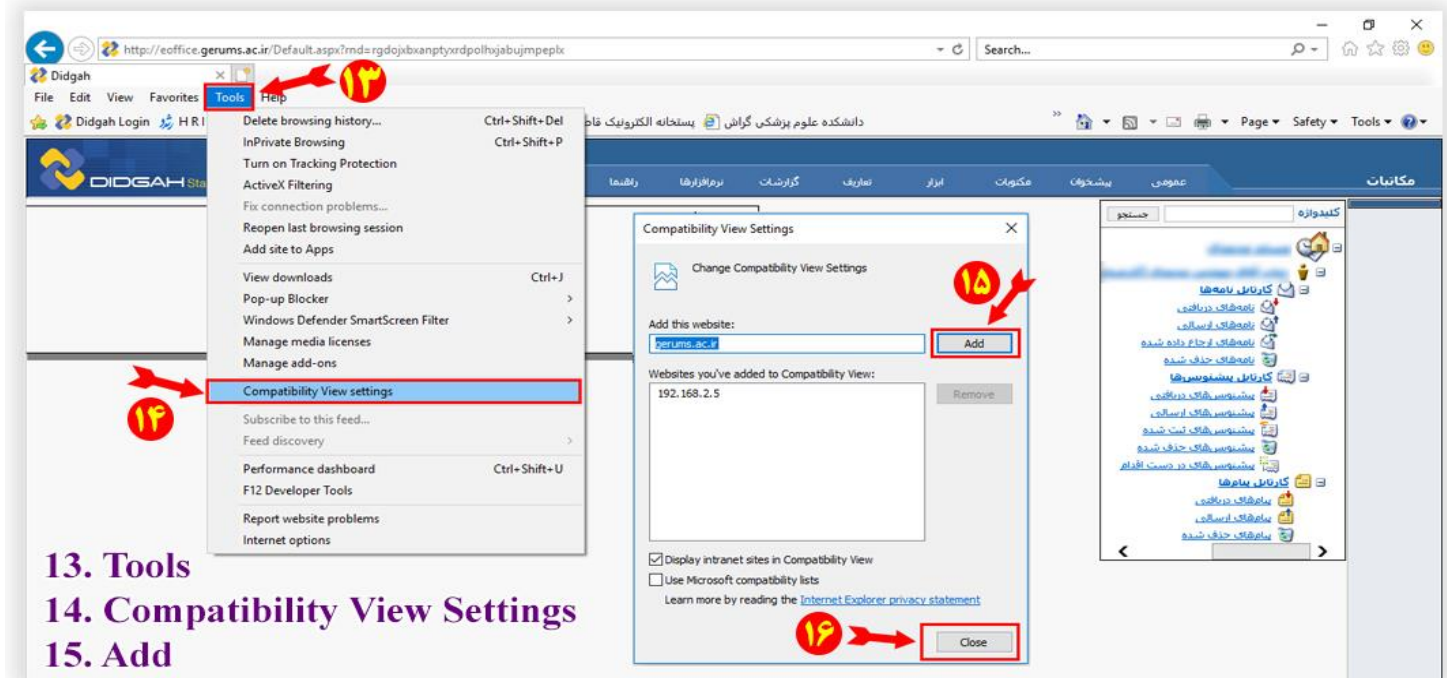 http://eoffice.gerums.ac.ir/Default.aspx?rnd=rgdojxbxanptyxrdpolhxjabujmpeplx
Search...
Didgah
۱۳
File Edit View Favorites Tools Help
Didgah Login H R I
پستخانه الکترونیک
دانشکده علوم پزشکی گراش
Page Safety Tools
Delete browsing history... Ctrl+Shift+Del
InPrivate Browsing Ctrl+Shift+P
Turn on Tracking Protection
ActiveX Filtering
Fix connection problems...
Reopen last browsing session
Add site to Apps
View downloads Ctrl+J
Pop-up Blocker
Windows Defender SmartScreen Filter
Manage media licenses
Manage add-ons
Compatibility View settings
۱۴
Subscribe to this feed...
Feed discovery
Performance dashboard Ctrl+Shift+U
F12 Developer Tools
Report website problems
Internet options
DIDGAH
مکاتبات
عمومی پیشخوان مکتوبات ابزار تعاریف گزارشات نرم‌افزارها راهنما
Compatibility View Settings
Change Compatibility View Settings
۱۵
Add this website:
gerums.ac.ir
Add
Websites you've added to Compatibility View:
192.168.2.5
Remove
Display intranet sites in Compatibility View
Use Microsoft compatibility lists
Learn more by reading the Internet Explorer privacy statement
۱۶
Close
کلیدواژه
جستجو
کارتابل نامه‌ها
نامه‌های دریافتی
نامه‌های ارسالی
نامه‌های ارجاع داده شده
نامه‌های حذف شده
کارتابل پیشنویس‌ها
پیشنویس‌های دریافتی
پیشنویس‌های ارسالی
پیشنویس‌های ثبت شده
پیشنویس‌های حذف شده
پیشنویس‌های در دست اقدام
کارتابل پیام‌ها
پیام‌های دریافتی
پیام‌های ارسالی
پیام‌های حذف شده
13. Tools
14. Compatibility View Settings
15. Add